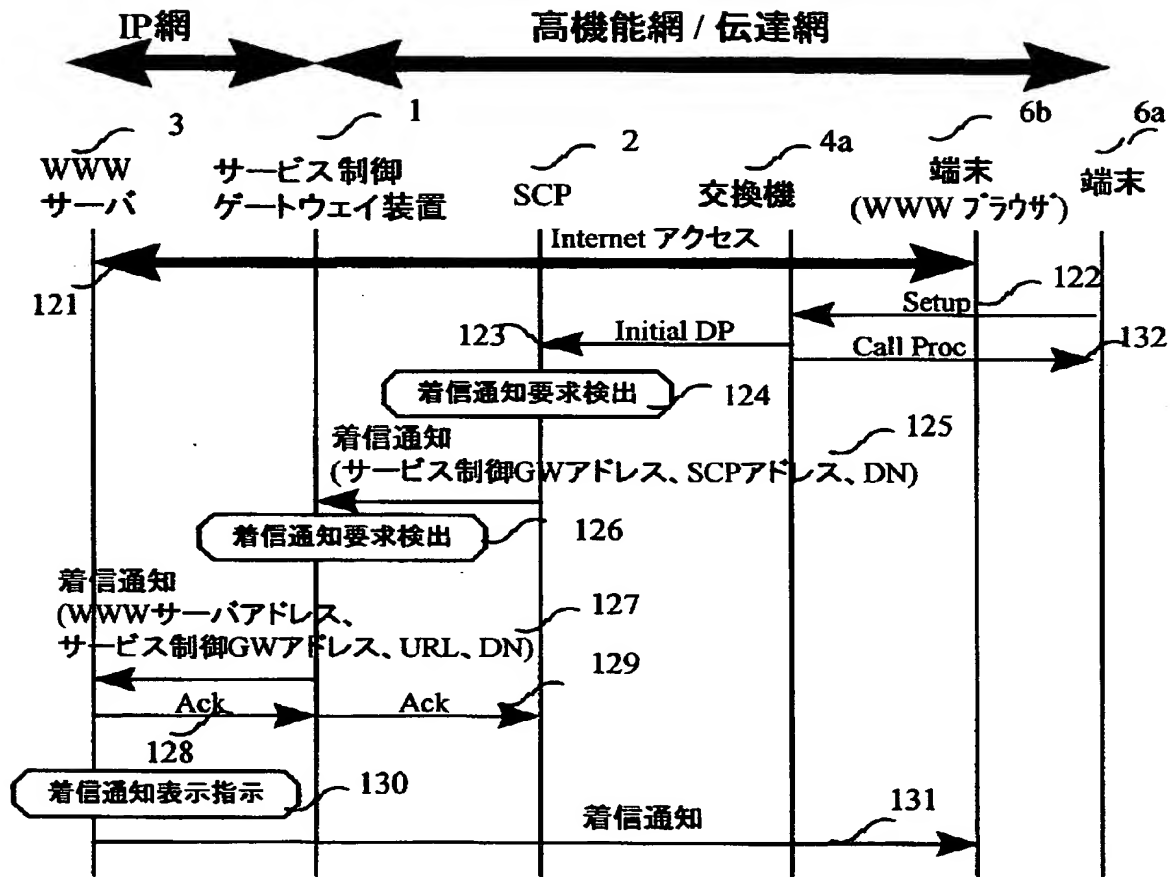 IP網
高機能網 / 伝達網
3
1
2
4a
6b
6a
WWW
サーバ
サービス制御
ゲートウェイ装置
SCP
交換機
端末
(WWW ブラウザ)
端末
Internet アクセス
121
Setup
122
123
Initial DP
Call Proc
132
着信通知要求検出
124
着信通知
125
(サービス制御GWアドレス、SCPアドレス、DN)
着信通知要求検出
126
着信通知
(WWWサーバアドレス、
127
サービス制御GWアドレス、URL、DN)
129
Ack
Ack
128
着信通知表示指示
130
着信通知
131